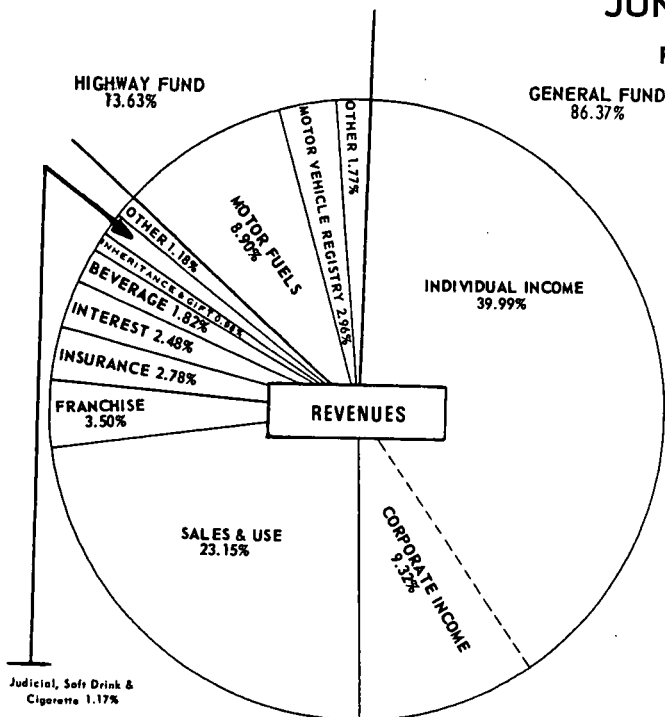 JUN
HIGHWAY FUND
13.63%
GENERAL FUND
86.37%
OTHER 1.77%
MOTOR VEHICLE REGISTRY 2.96%
MOTOR FUELS
8.90%
OTHER 1.18%
INHERITANCE & GIFT
BEVERAGE 1.82%
INTEREST 2.48%
INSURANCE 2.78%
FRANCHISE
3.50%
INDIVIDUAL INCOME
39.99%
REVENUES
SALES & USE
23.15%
CORPORATE INCOME
9.32%
Judicial, Soft Drink &
Cigarette 1.17%